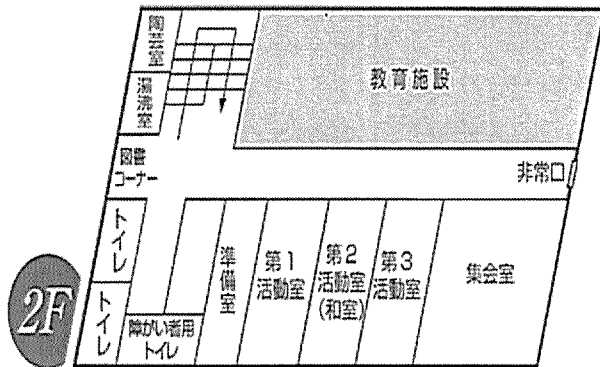 陶芸室
教育施設
湯沸室
図書
コーナー
非常口
トイレ
準備室
第1
活動室
第2
活動室
(和室)
第3
活動室
集会室
トイレ
障がい者用
トイレ
2F